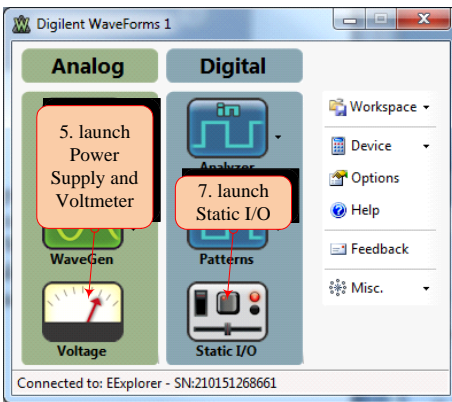 Digilent WaveForms 1
Analog
Digital
5. launch
Power
Supply and
Voltmeter
in
Analyzer
7. launch
Static I/O
WaveGen
Patterns
Voltage
Static I/O
Workspace
Device
Options
Help
Feedback
Misc.
Connected to: EExplorer - SN:210151268661